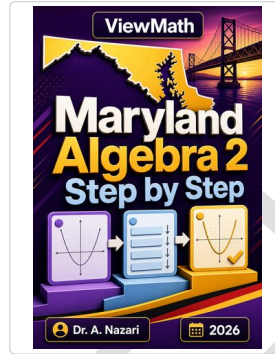 ViewMath
Maryland
Algebra 2
Step by Step
Dr. A. Nazari
2026